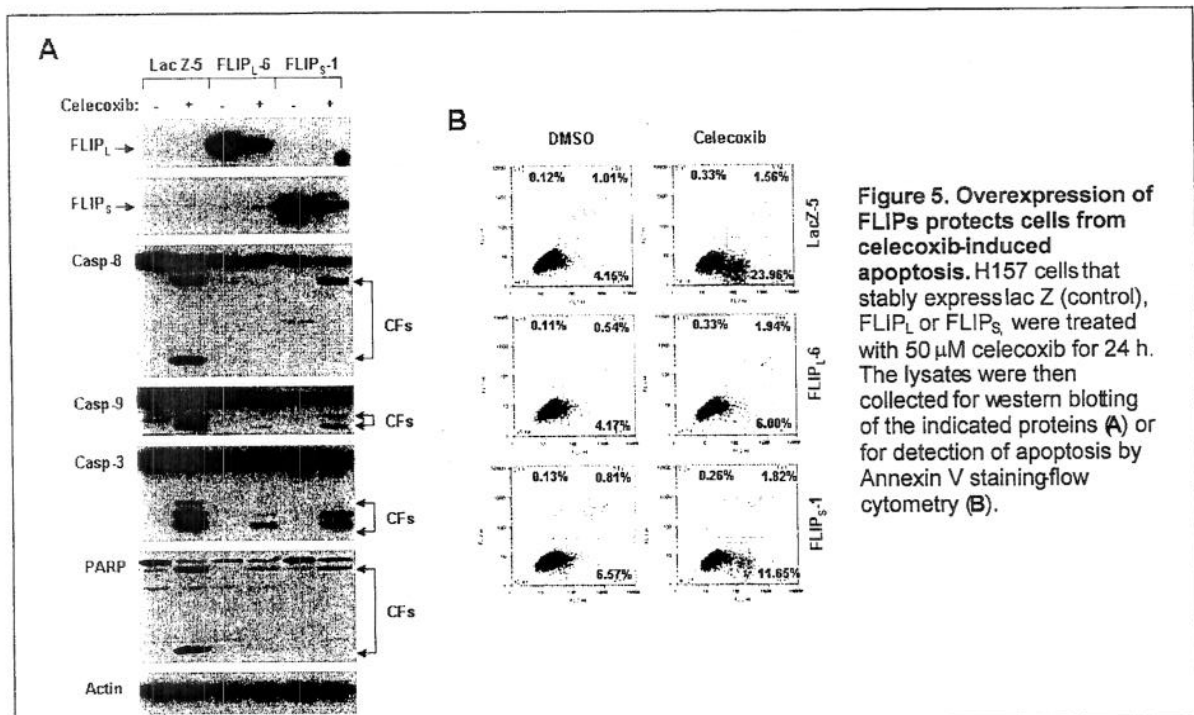 A
Lac Z-5 FLIPL-6 FLIPS-1
Celecoxib: - + - + - +
FLIPL
FLIPS
Casp-8
CFs
Casp-9
CFs
Casp-3
CFs
PARP
CFs
Actin
B
DMSO Celecoxib
0.12% 1.01% 0.33% 1.56%
4.16% 23.96%
LacZ-5
0.11% 0.54% 0.33% 1.94%
4.17% 6.00%
FLIPL-6
0.13% 0.81% 0.26% 1.82%
6.57% 11.65%
FLIPS-1
Figure 5. Overexpression of
FLIPs protects cells from
celecoxib-induced
apoptosis. H157 cells that
stably express lac Z (control),
FLIPL or FLIPS, were treated
with 50 μM celecoxib for 24 h.
The lysates were then
collected for western blotting
of the indicated proteins (A) or
for detection of apoptosis by
Annexin V staining-flow
cytometry (B).